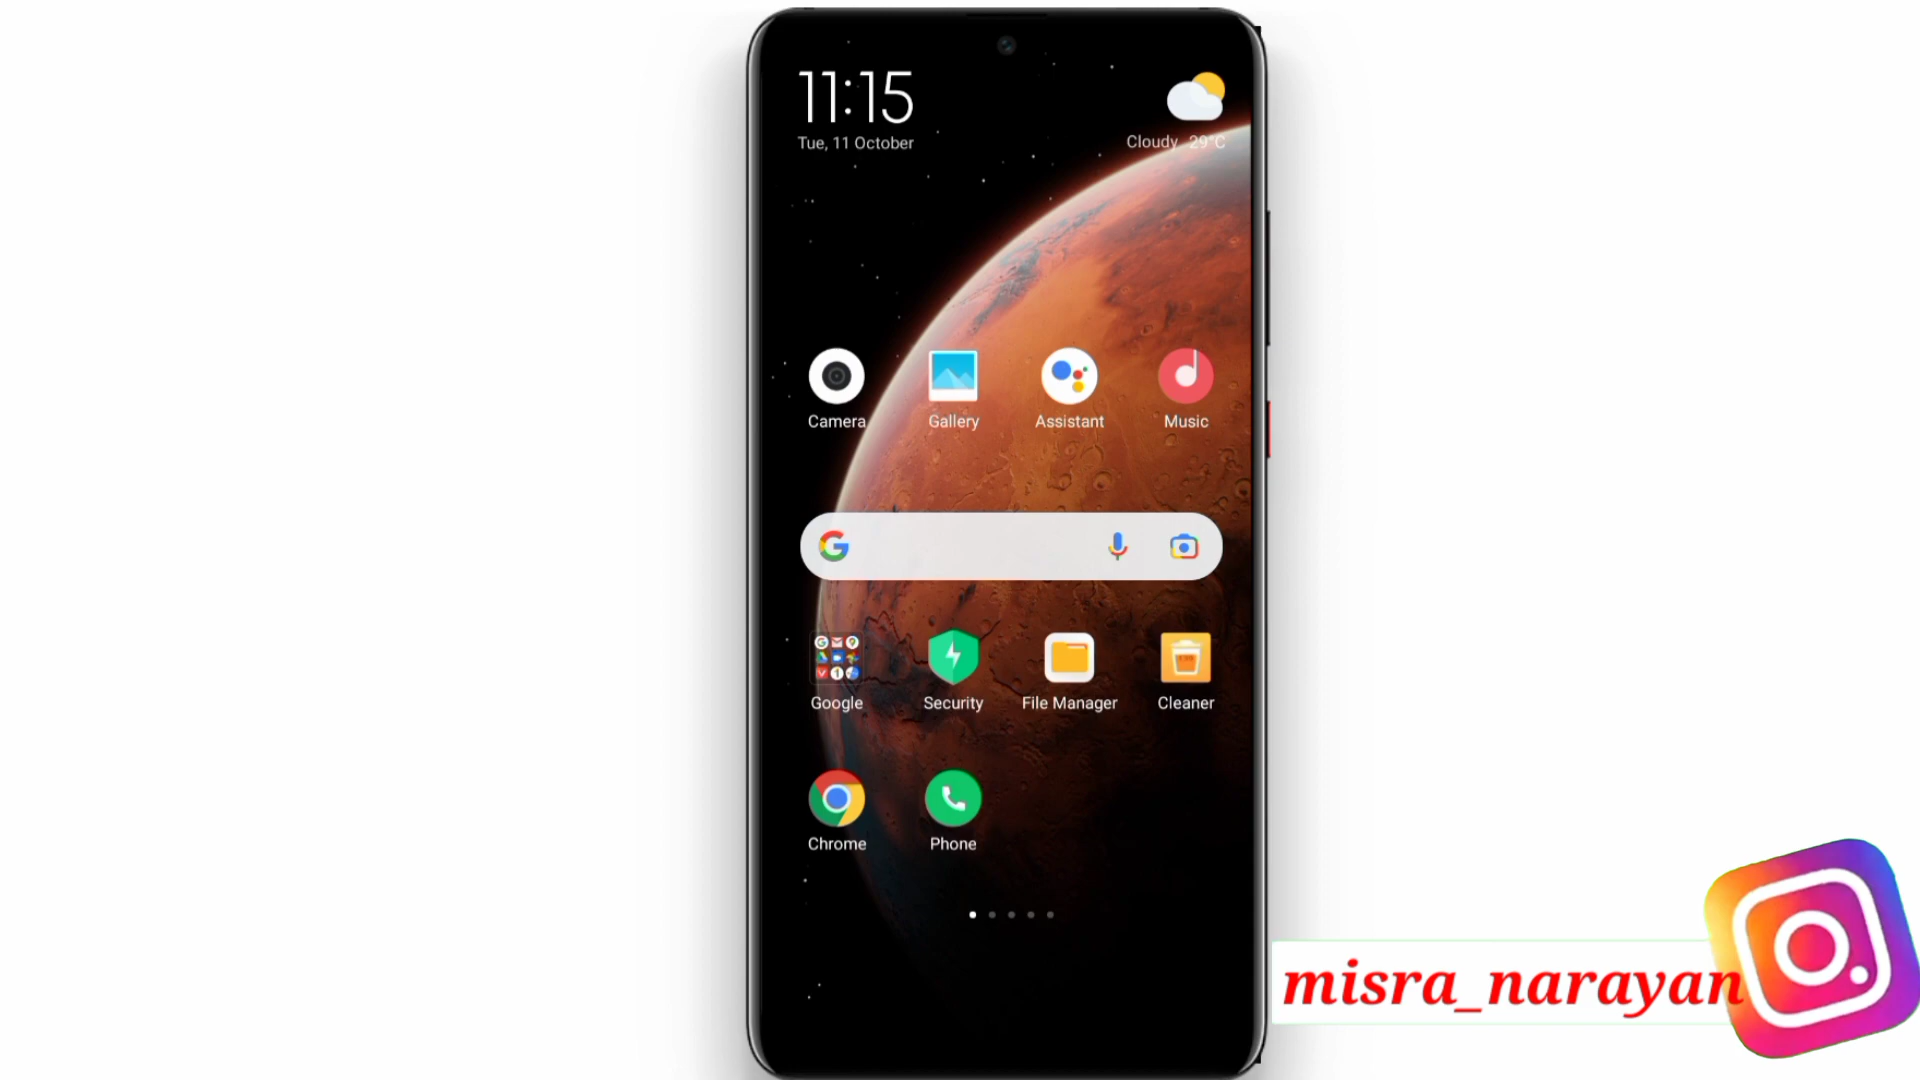 11:15
Tue, 11 October
Cloudy 29°C
Camera
Gallery
Assistant
Music
Google
Security
File Manager
Cleaner
Chrome
Phone
misra_narayan